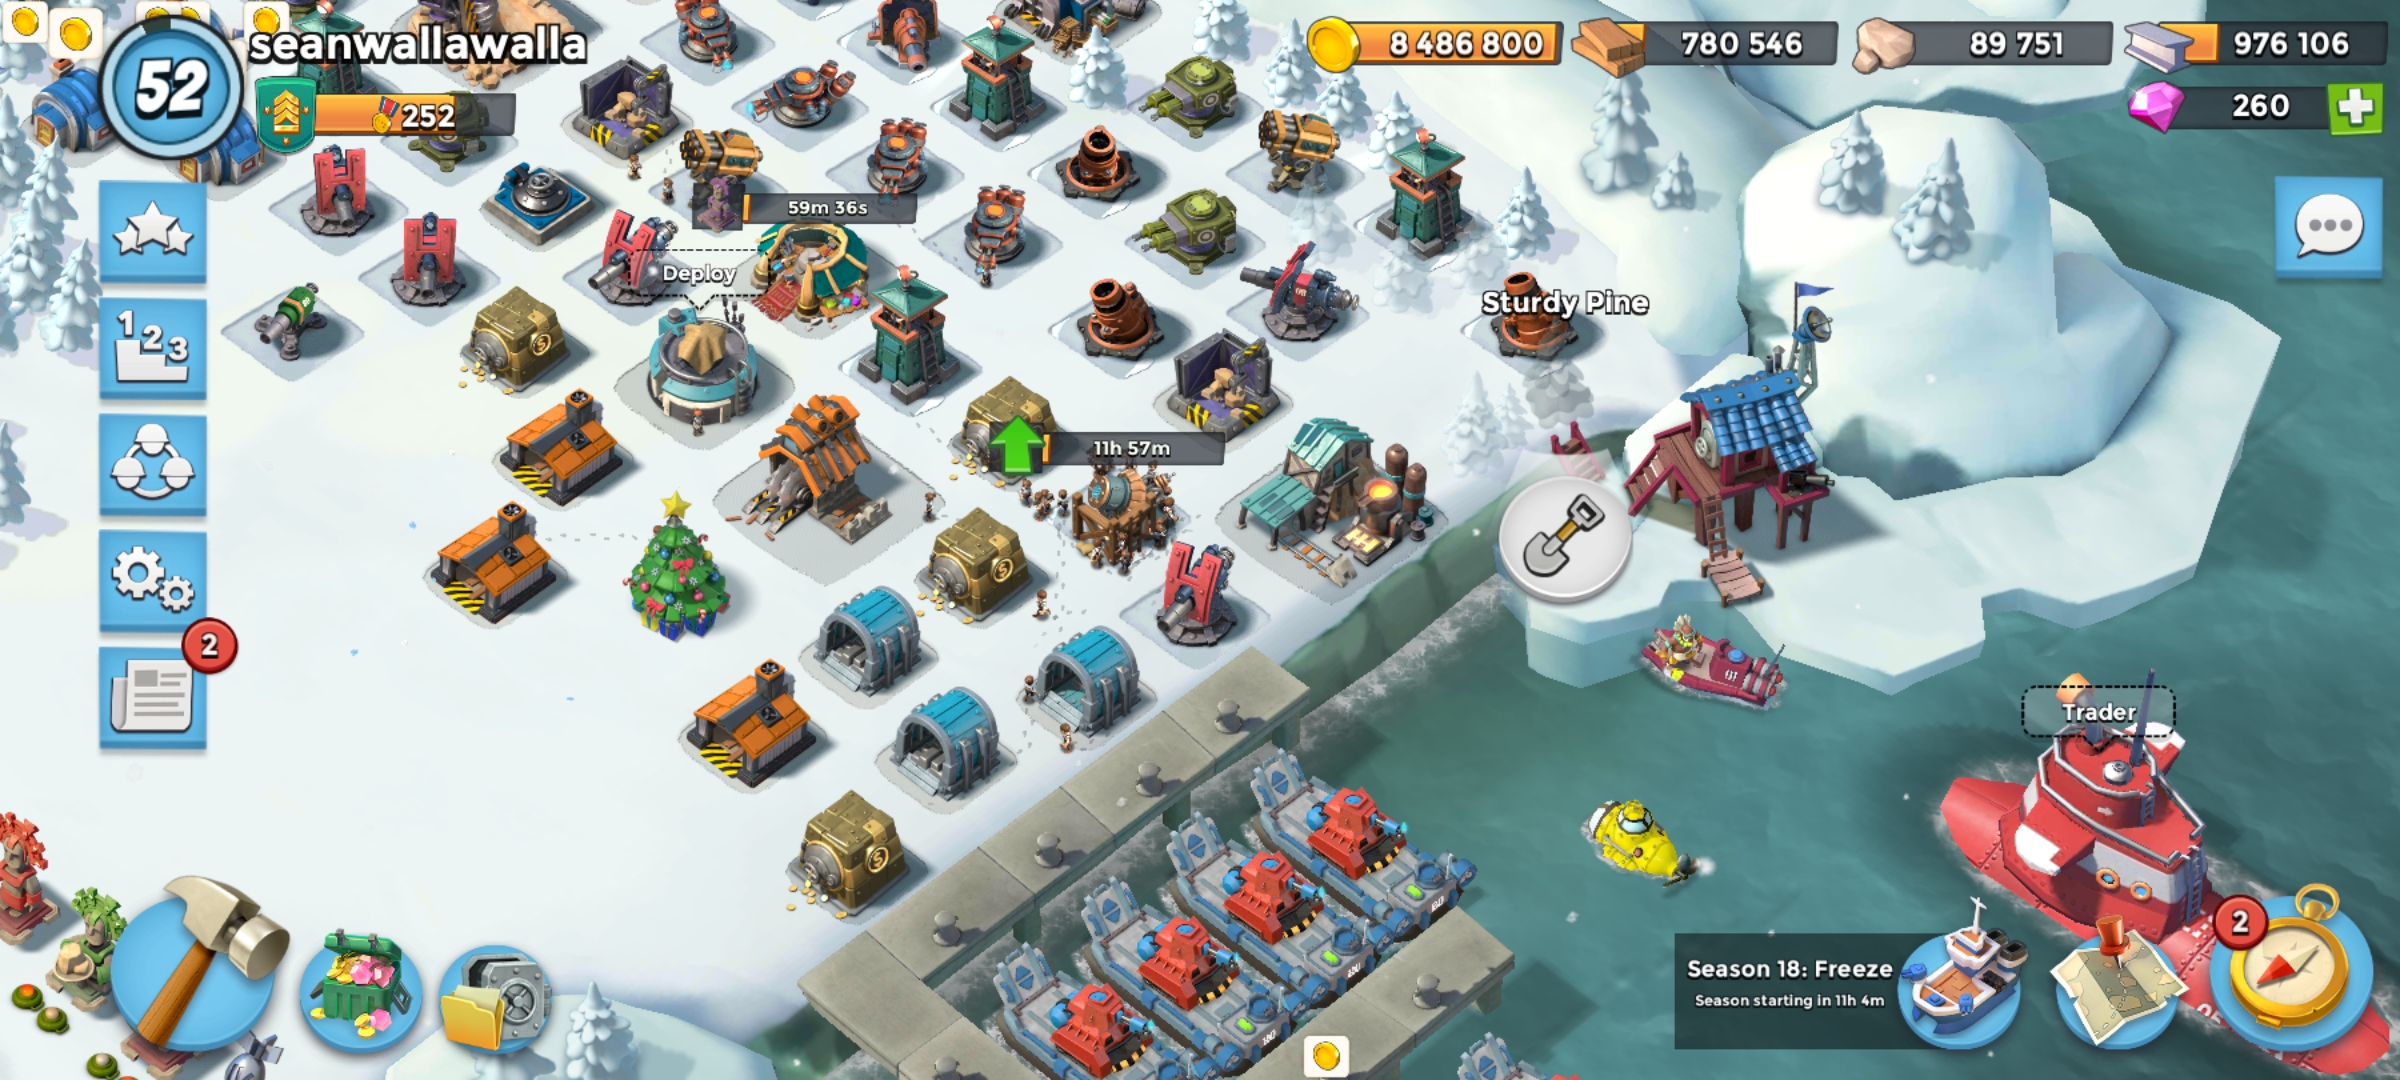 52
seanwallawalla
252
8 486 800
780 546
89 751
976 106
260
123
59m 36s
Deploy
Sturdy Pine
11h 57m
2
Trader
2
Season 18: Freeze
Season starting in 11h 4m